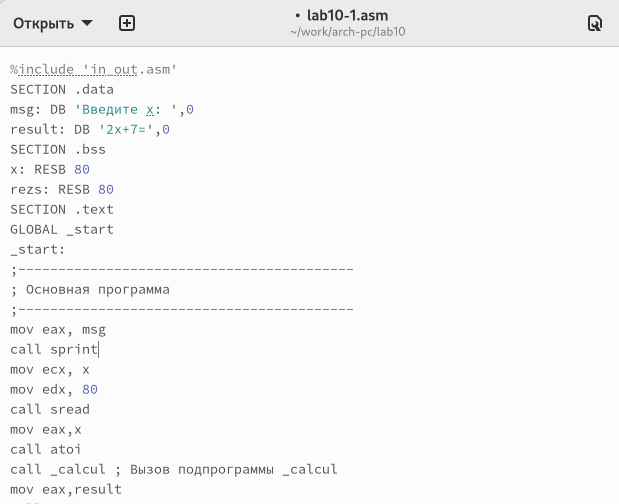 Открыть
• lab10-1.asm
~/work/arch-pc/lab10
%include 'in_out.asm'
SECTION .data
msg: DB 'Введите x: ',0
result: DB '2x+7=',0
SECTION .bss
x: RESB 80
rezs: RESB 80
SECTION .text
GLOBAL _start
_start:
;------------------------------------------
; Основная программа
;------------------------------------------
mov eax, msg
call sprint
mov ecx, x
mov edx, 80
call sread
mov eax,x
call atoi
call _calcul ; Вызов подпрограммы _calcul
mov eax,result